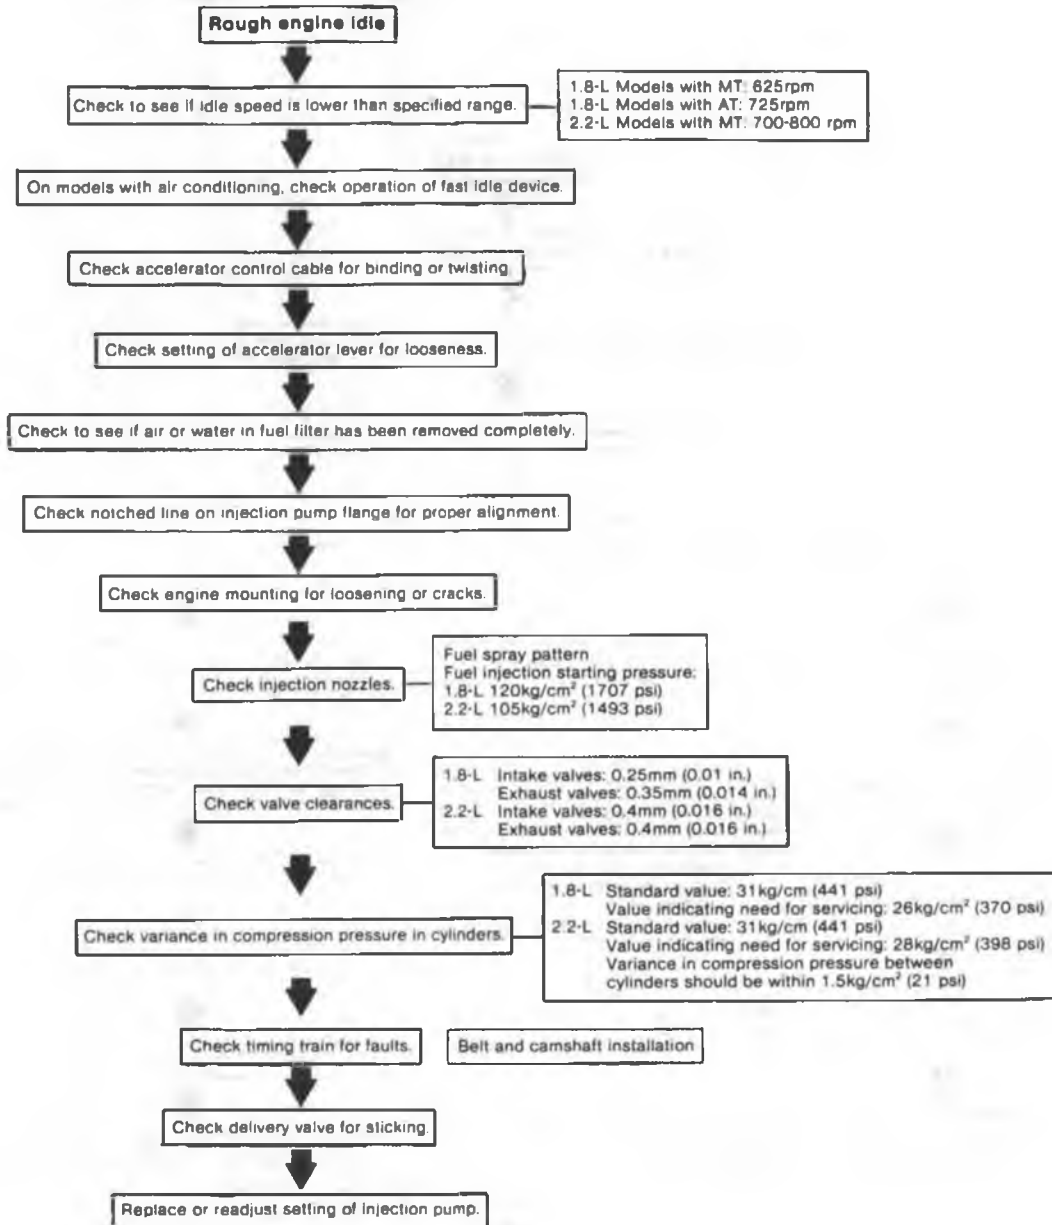 Rough engine idle
Check to see if idle speed is lower than specified range.
1.8-L Models with MT: 625rpm
1.8-L Models with AT: 725rpm
2.2-L Models with MT: 700-800 rpm
On models with air conditioning, check operation of fast idle device.
Check accelerator control cable for binding or twisting
Check setting of accelerator lever for looseness.
Check to see if air or water in fuel filter has been removed completely.
Check notched line on injection pump flange for proper alignment.
Check engine mounting for loosening or cracks.
Check injection nozzles.
Fuel spray pattern
Fuel injection starting pressure:
1.8-L 120kg/cm² (1707 psi)
2.2-L 105kg/cm² (1493 psi)
Check valve clearances.
1.8-L Intake valves: 0.25mm (0.01 in.)
Exhaust valves: 0.35mm (0.014 in.)
2.2-L Intake valves: 0.4mm (0.016 in.)
Exhaust valves: 0.4mm (0.016 in.)
Check variance in compression pressure in cylinders.
1.8-L Standard value: 31kg/cm (441 psi)
Value indicating need for servicing: 26kg/cm² (370 psi)
2.2-L Standard value: 31kg/cm (441 psi)
Value indicating need for servicing: 28kg/cm² (398 psi)
Variance in compression pressure between
cylinders should be within 1.5kg/cm² (21 psi)
Check timing train for faults.
Belt and camshaft installation
Check delivery valve for sticking.
Replace or readjust setting of injection pump.